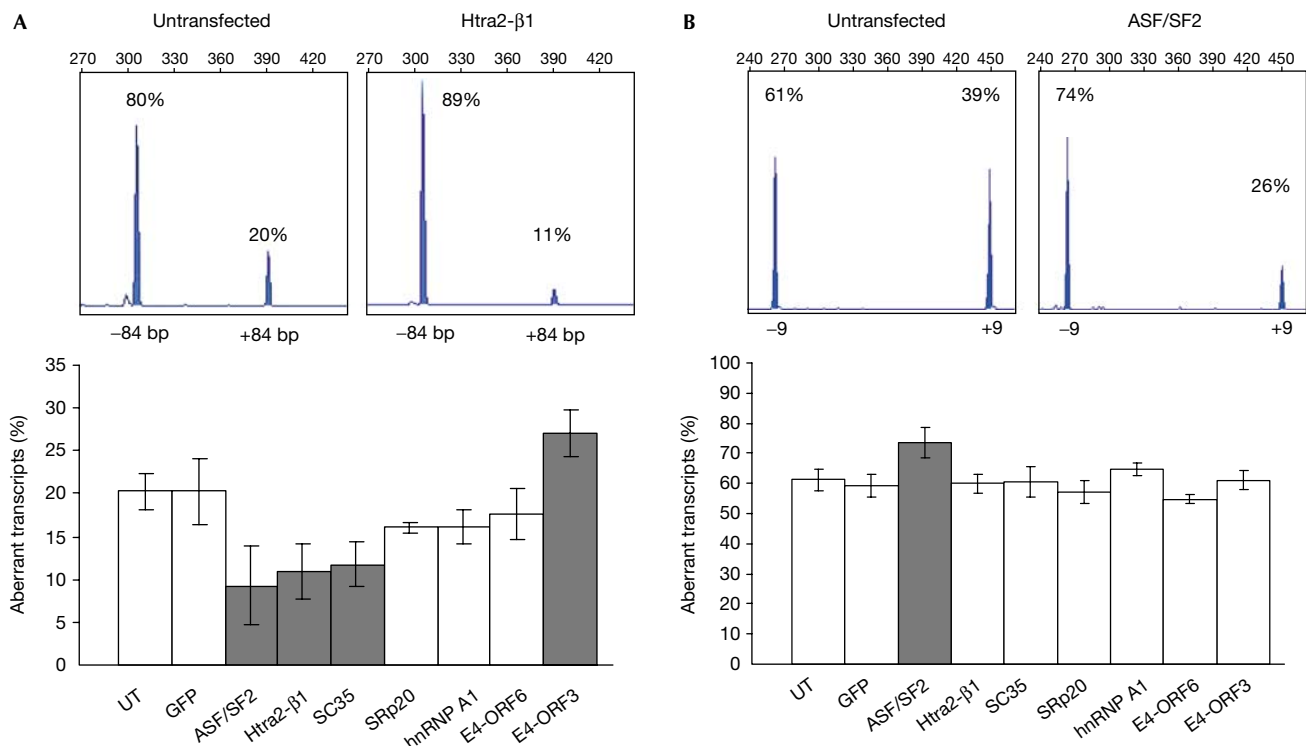 A
Untransfected
Htra2-β1
270 300 330 360 390 420
270 300 330 360 390 420
80%
20%
89%
11%
–84 bp
+84 bp
–84 bp
+84 bp
Aberrant transcripts (%)
35
30
25
20
15
10
5
0
UT
GFP
ASF/SF2
Htra2-β1
SC35
SRp20
hnRNP A1
E4-ORF6
E4-ORF3
B
Untransfected
ASF/SF2
240 270 300 330 360 390 420 450
240 270 300 330 360 390 420 450
61%
39%
74%
26%
–9
+9
–9
+9
Aberrant transcripts (%)
100
90
80
70
60
50
40
30
20
10
0
UT
GFP
ASF/SF2
Htra2-β1
SC35
SRp20
hnRNP A1
E4-ORF6
E4-ORF3